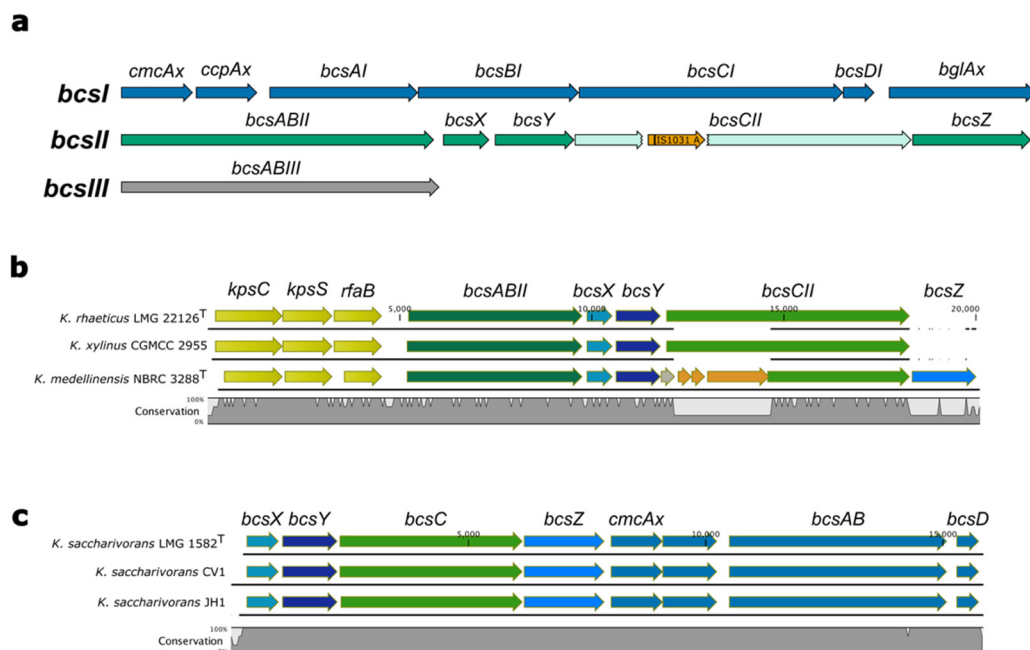 a
cmcAx ccpAx bcsAI bcsBI bcsCI bcsDI bglAx
bcsI
bcsABII bcsX bcsY bcsCII bcsZ
bcsII
IS1031 A
bcsABIII
bcsIII
b
kpsC kpsS rfaB bcsABII bcsX bcsY bcsCII bcsZ
5,000 10,000 15,000 20,000
K. rhaeticus LMG 22126T
K. xylinus CGMCC 2955
K. medellinensis NBRC 3288T
100%
Conservation
0%
c
bcsX bcsY bcsC bcsZ cmcAx bcsAB bcsD
K. saccharivorans LMG 1582T
5,000 10,000 15,000
K. saccharivorans CV1
K. saccharivorans JH1
100%
Conservation
0%